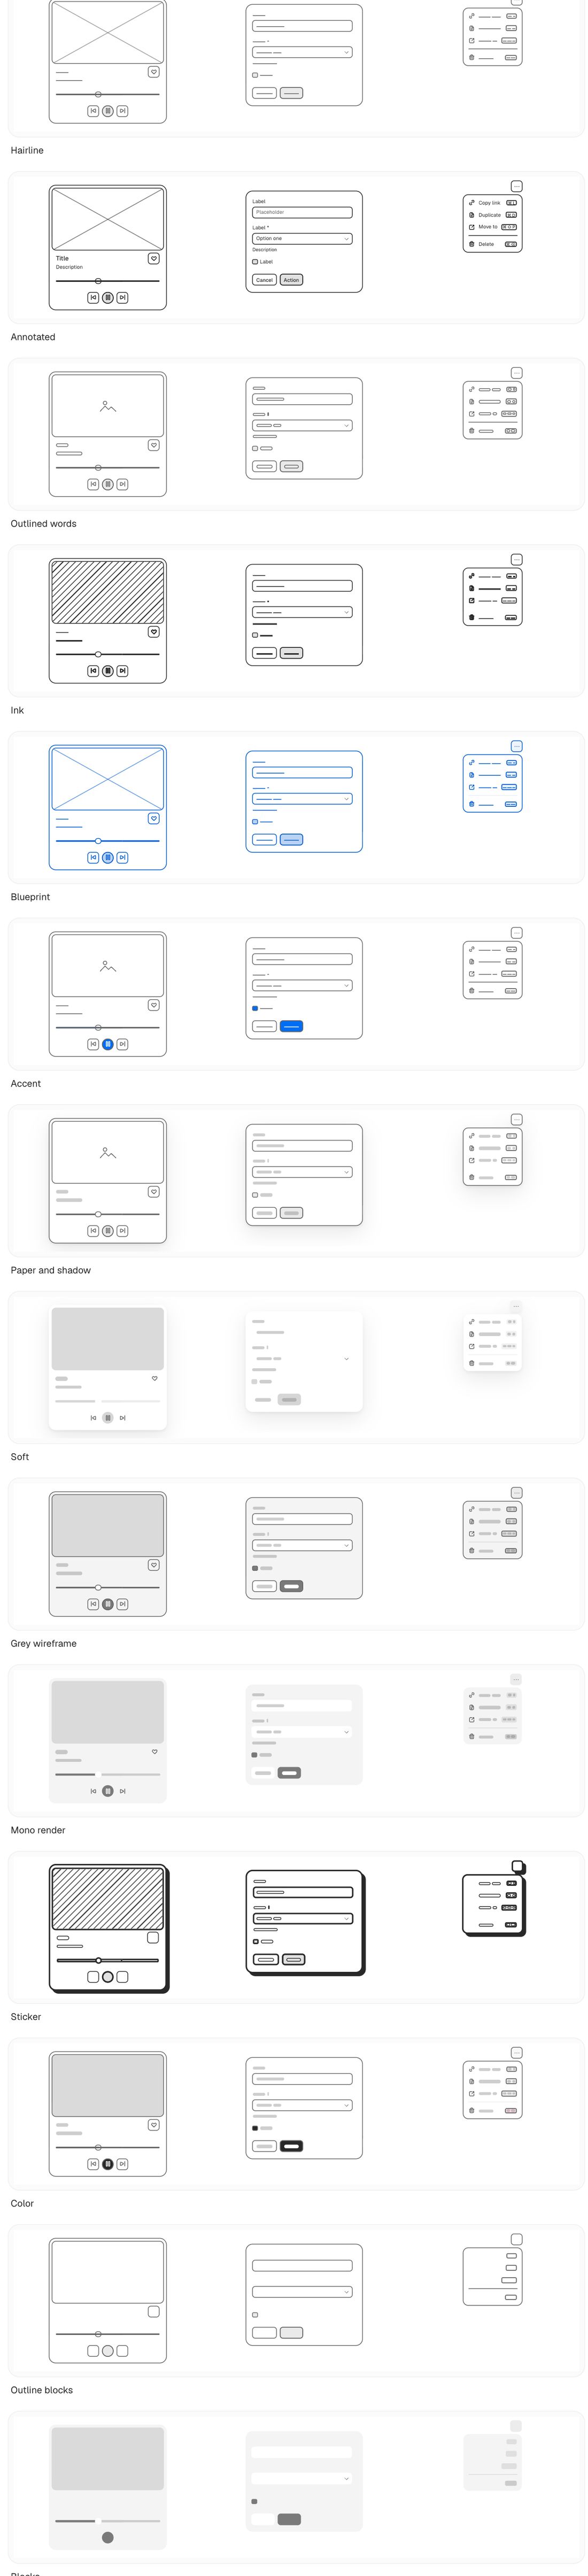 Hairline
Title
Description
Label
Placeholder
Label *
Option one
Description
Label
Cancel
Action
Copy link
Duplicate
Move to
Delete
Annotated
Outlined words
Ink
Blueprint
Accent
Paper and shadow
Soft
Grey wireframe
Mono render
Sticker
Color
Outline blocks